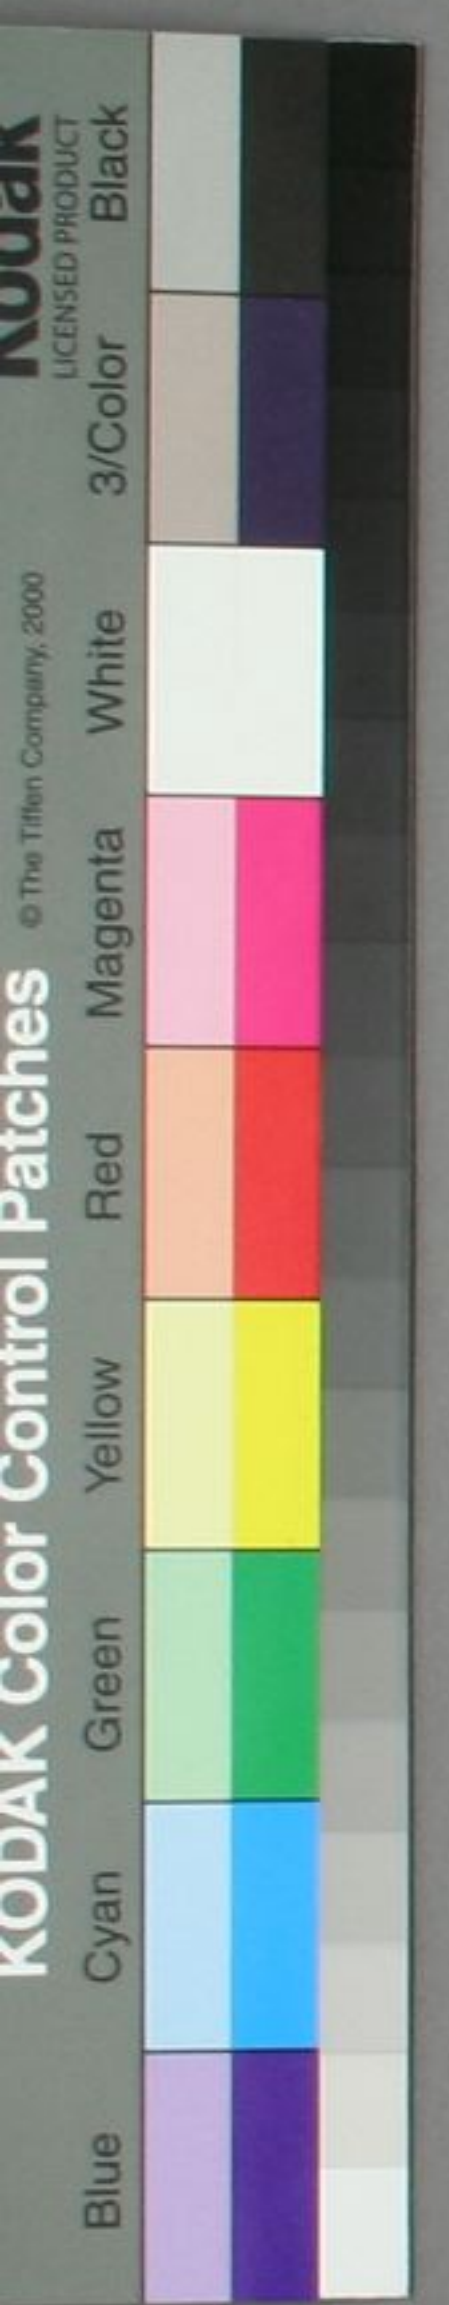 Kodak
LICENSED PRODUCT
KODAK Color Control Patches © The Tiffen Company, 2000
Blue Cyan Green Yellow Red Magenta White 3/Color Black